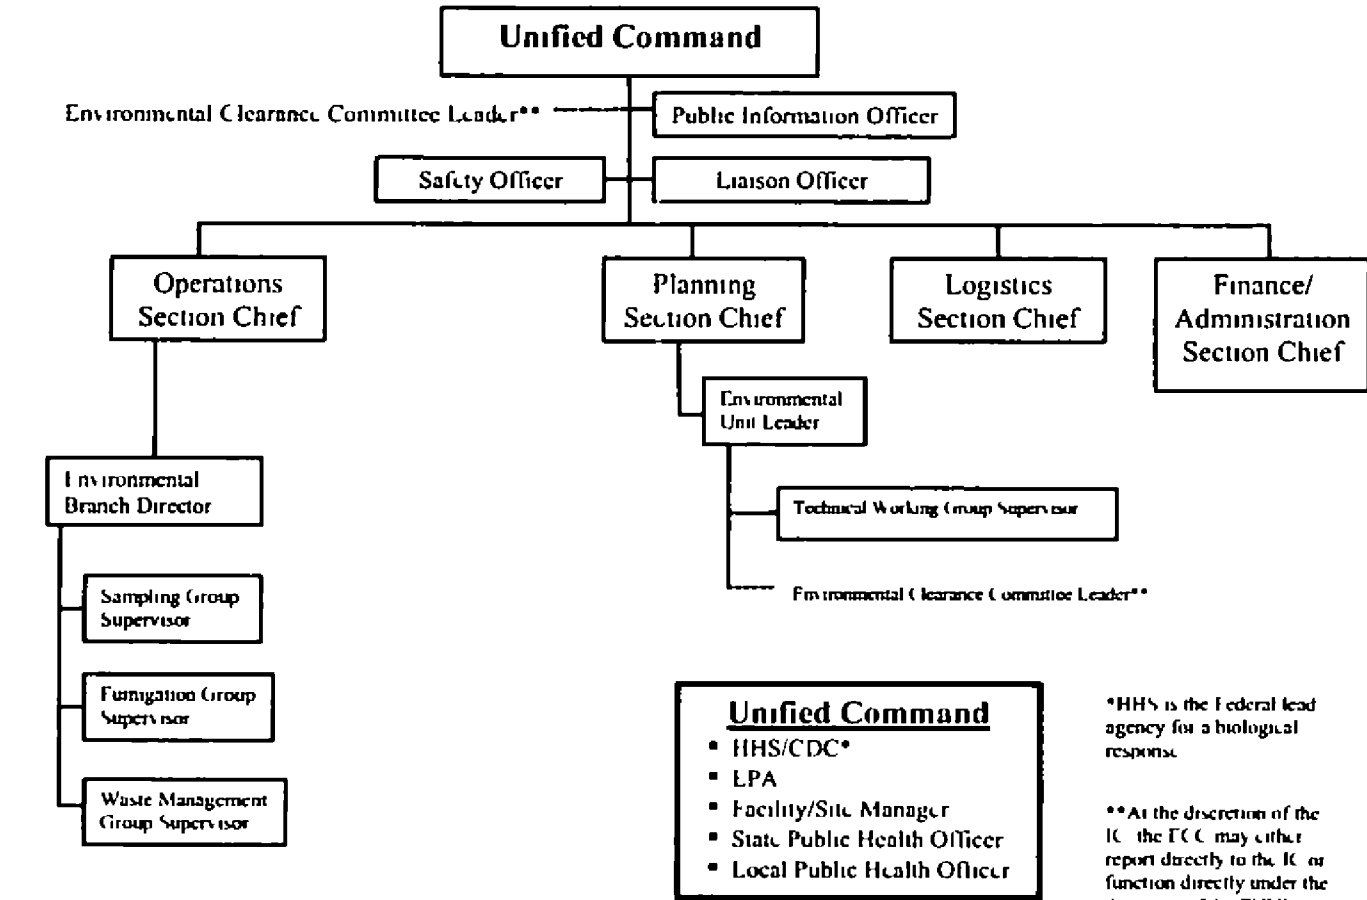 Unified Command
Environmental Clearance Committee Leader**
Public Information Officer
Safety Officer
Liaison Officer
Operations
Section Chief
Planning
Section Chief
Logistics
Section Chief
Finance/
Administration
Section Chief
Environmental
Unit Leader
Environmental
Branch Director
Technical Working Group Supervisor
Sampling Group
Supervisor
Environmental Clearance Committee Leader**
Fumigation Group
Supervisor
Waste Management
Group Supervisor
Unified Command
▪ HHS/CDC*
▪ EPA
▪ Facility/Site Manager
▪ State Public Health Officer
▪ Local Public Health Officer
*HHS is the Federal lead
agency for a biological
response
**At the discretion of the
IC the ECC may either
report directly to the IC or
function directly under the